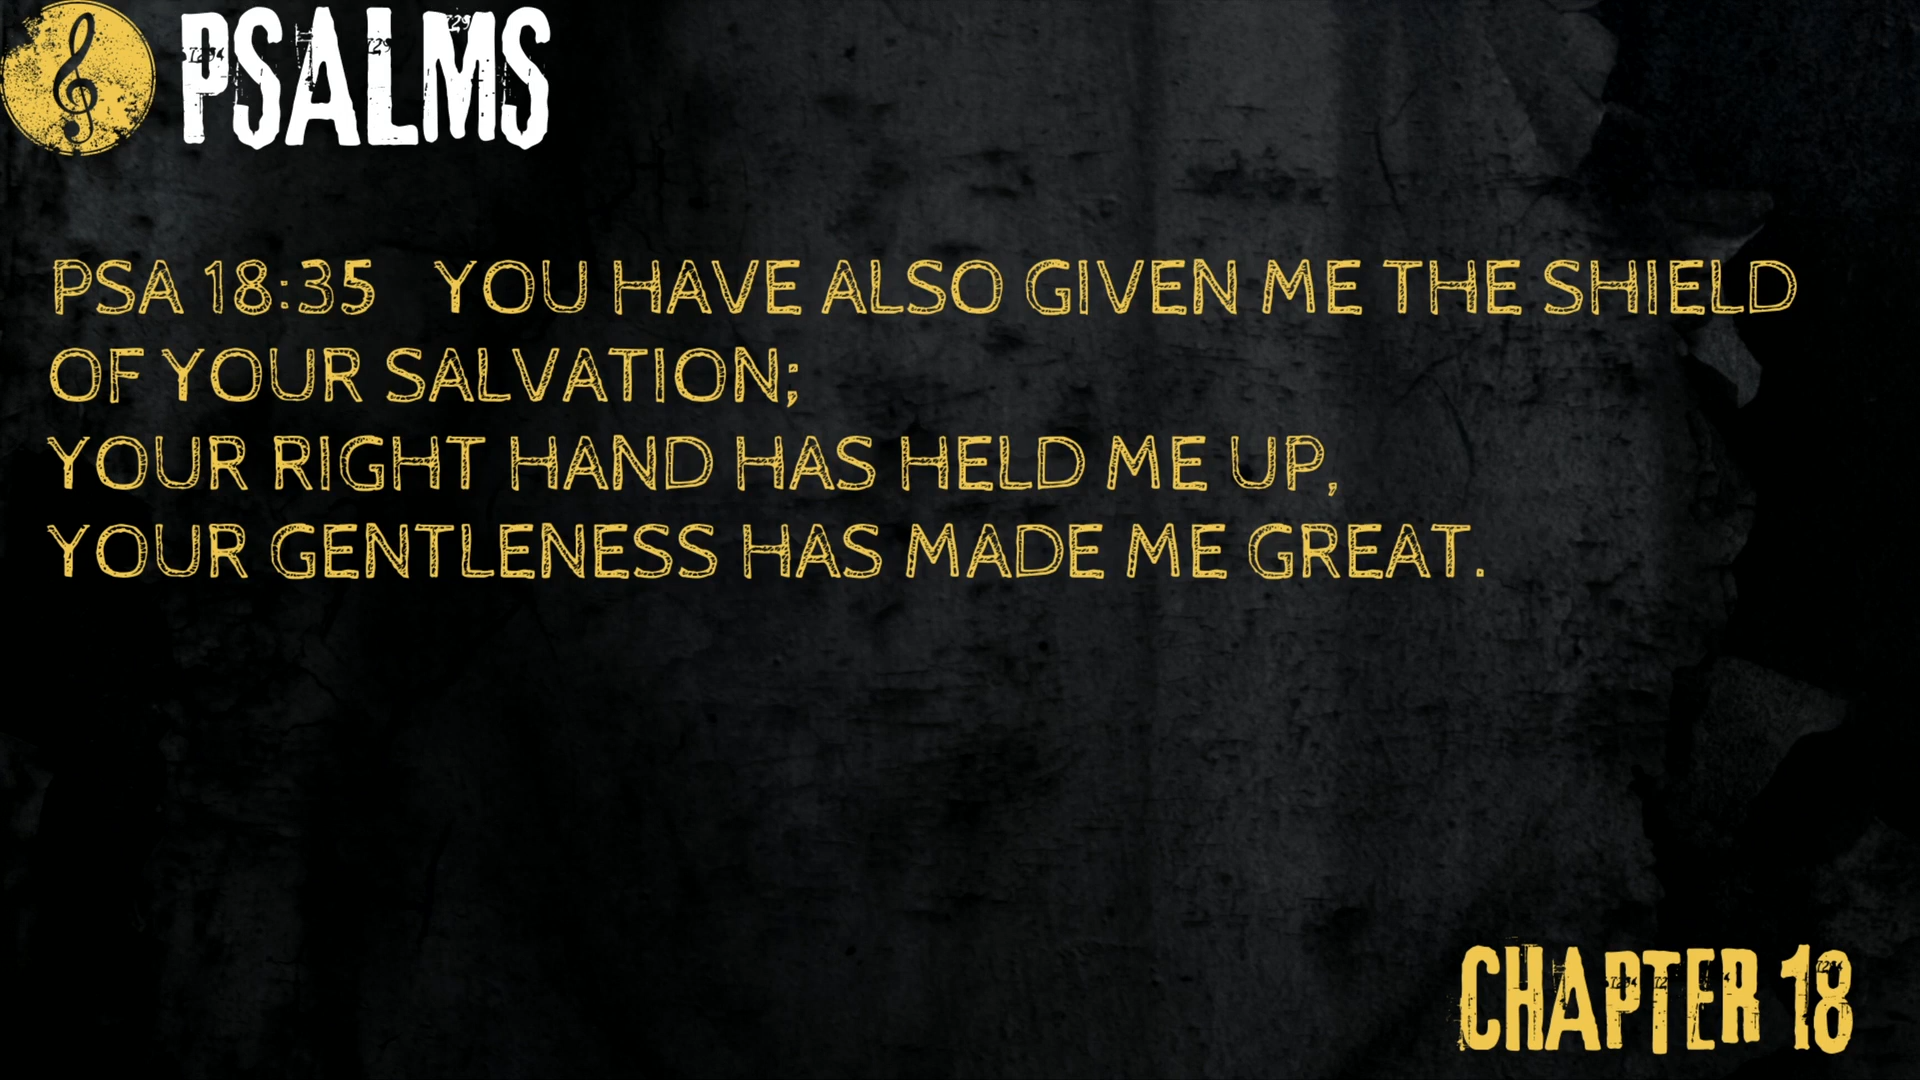 PSALMS
PSA 18:35 YOU HAVE ALSO GIVEN ME THE SHIELD
OF YOUR SALVATION;
YOUR RIGHT HAND HAS HELD ME UP,
YOUR GENTLENESS HAS MADE ME GREAT.
CHAPTER 18